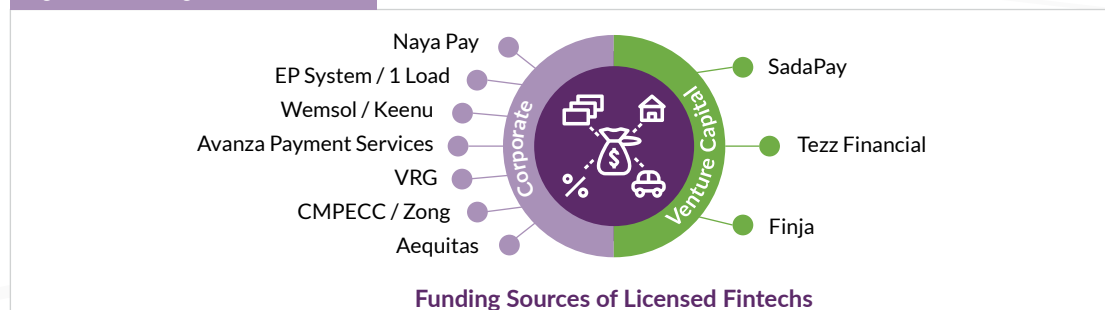 Naya Pay
EP System / 1 Load
Wemsol / Keenu
Avanza Payment Services
VRG
CMPECC / Zong
Aequitas
Corporate
$
%
Venture Capital
SadaPay
Tezz Financial
Finja
Funding Sources of Licensed Fintechs